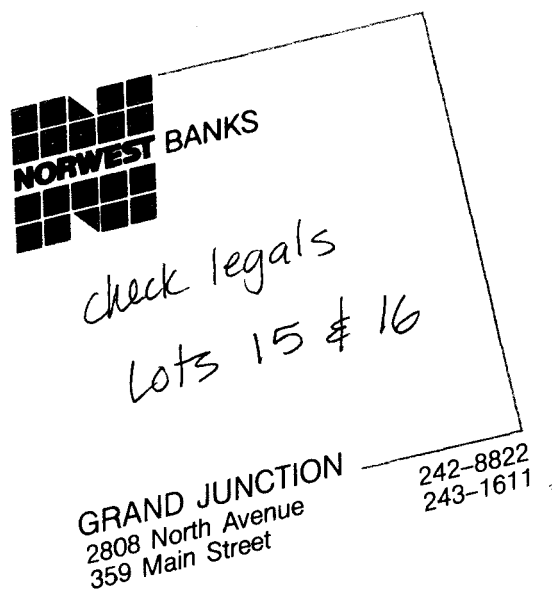 NORWEST BANKS
check legals
Lots 15 & 16
GRAND JUNCTION 242-8822
2808 North Avenue 243-1611
359 Main Street